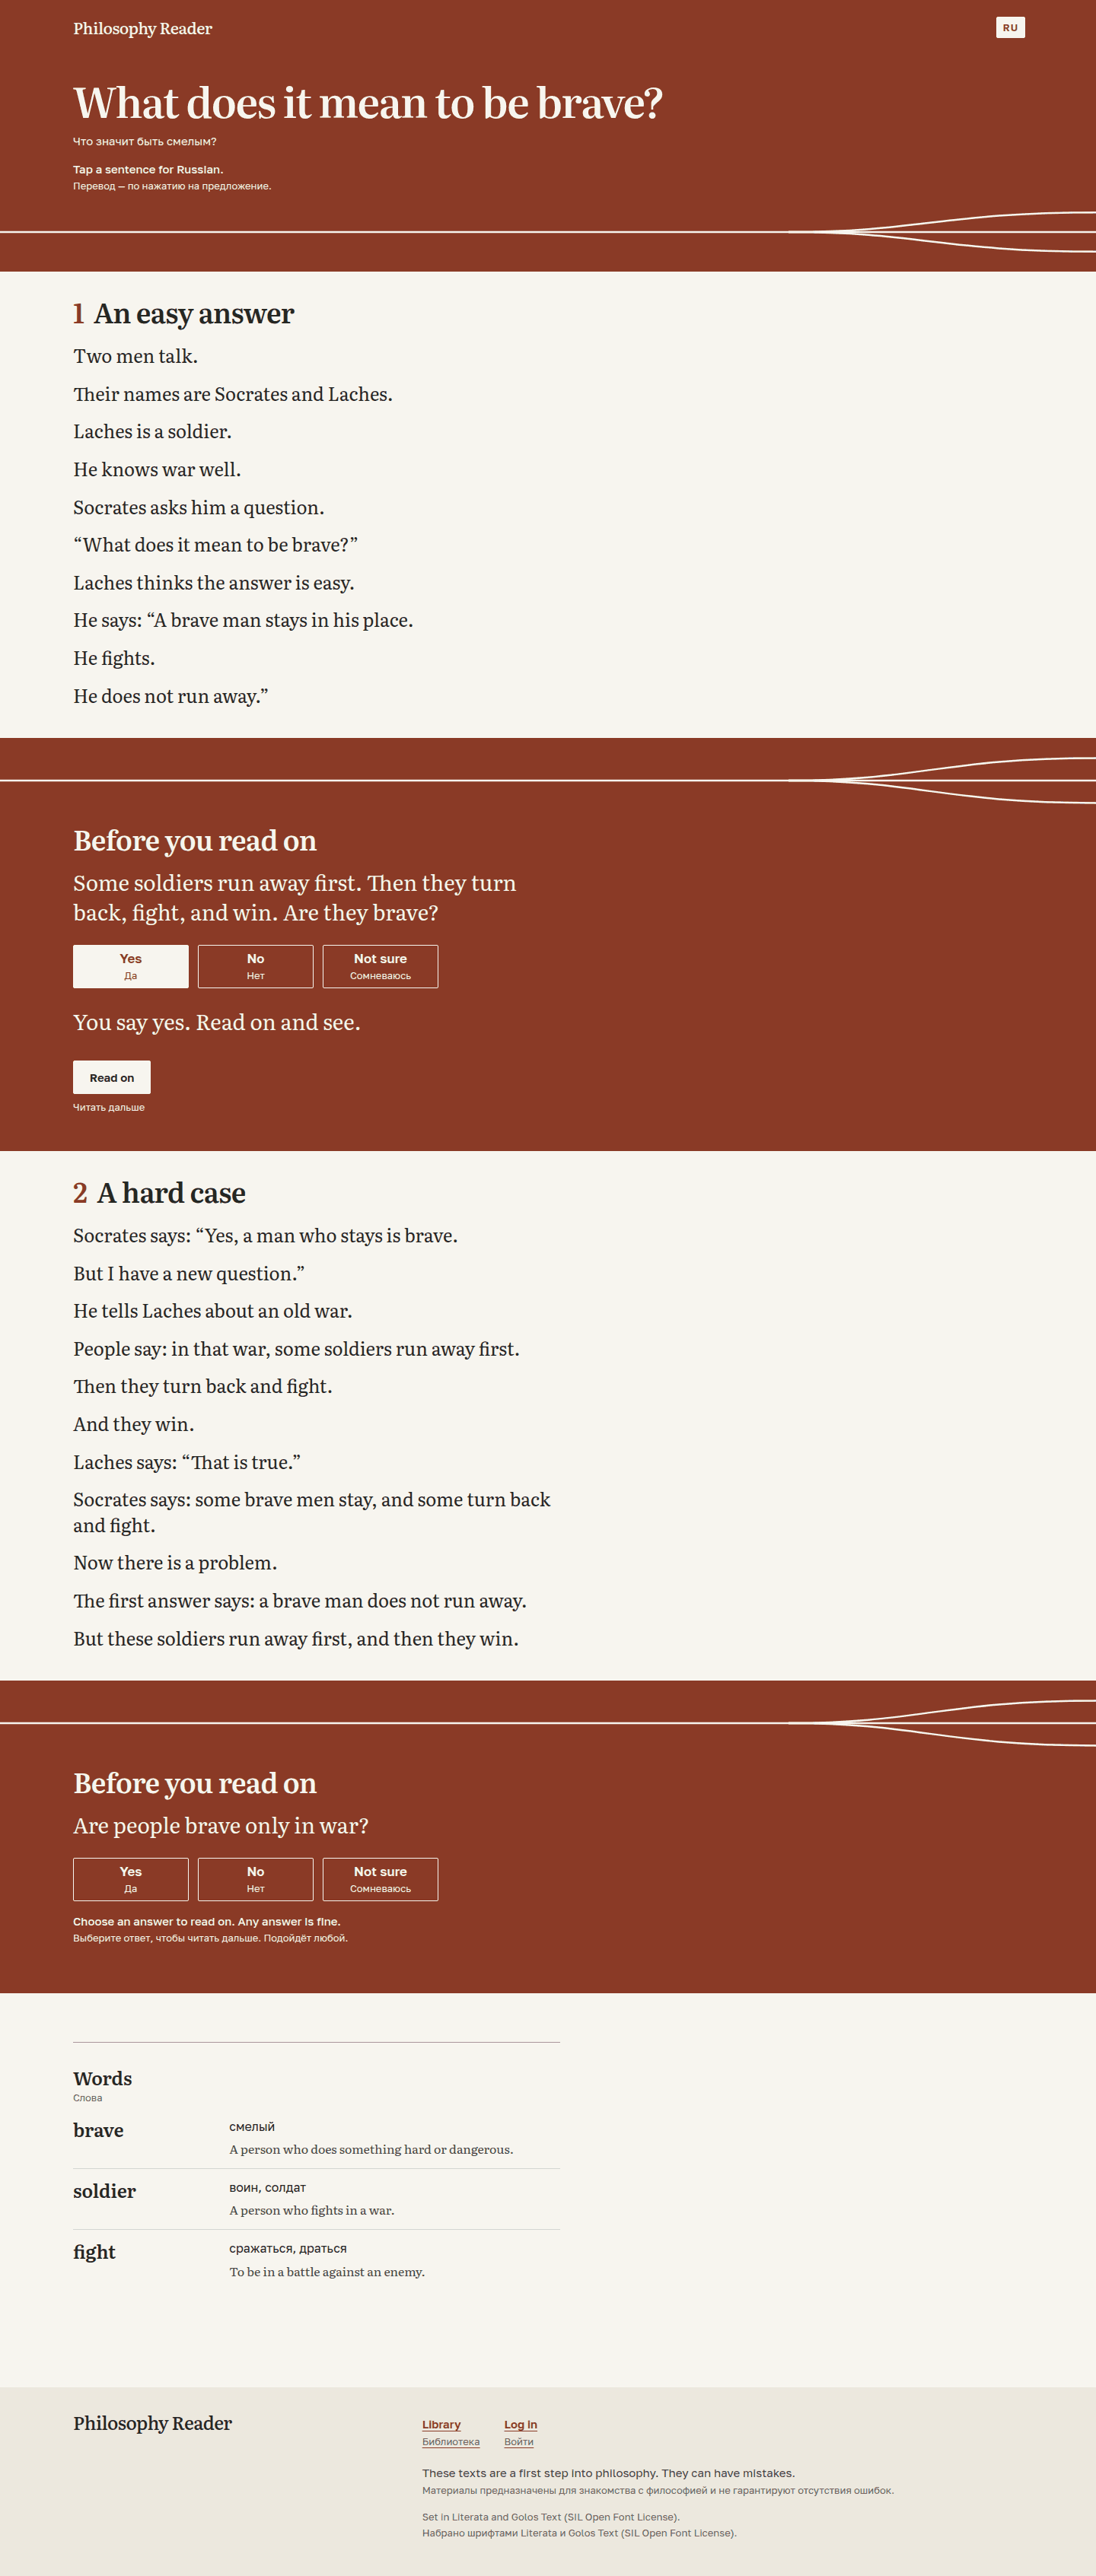 Philosophy Reader
RU
What does it mean to be brave?
Что значит быть смелым?
Tap a sentence for Russian.
Перевод — по нажатию на предложение.
1 An easy answer
Two men talk.
Their names are Socrates and Laches.
Laches is a soldier.
He knows war well.
Socrates asks him a question.
“What does it mean to be brave?”
Laches thinks the answer is easy.
He says: “A brave man stays in his place.
He fights.
He does not run away.”
Before you read on
Some soldiers run away first. Then they turn
back, fight, and win. Are they brave?
Yes No Not sure
Да Нет Сомневаюсь
You say yes. Read on and see.
Read on
Читать дальше
2 A hard case
Socrates says: “Yes, a man who stays is brave.
But I have a new question.”
He tells Laches about an old war.
People say: in that war, some soldiers run away first.
Then they turn back and fight.
And they win.
Laches says: “That is true.”
Socrates says: some brave men stay, and some turn back
and fight.
Now there is a problem.
The first answer says: a brave man does not run away.
But these soldiers run away first, and then they win.
Before you read on
Are people brave only in war?
Yes No Not sure
Да Нет Сомневаюсь
Choose an answer to read on. Any answer is fine.
Выберите ответ, чтобы читать дальше. Подойдёт любой.
Words
Слова
brave смелый
A person who does something hard or dangerous.
soldier воин, солдат
A person who fights in a war.
fight сражаться, драться
To be in a battle against an enemy.
Philosophy Reader
Library Log in
Библиотека Войти
These texts are a first step into philosophy. They can have mistakes.
Материалы предназначены для знакомства с философией и не гарантируют отсутствия ошибок.
Set in Literata and Golos Text (SIL Open Font License).
Набрано шрифтами Literata и Golos Text (SIL Open Font License).